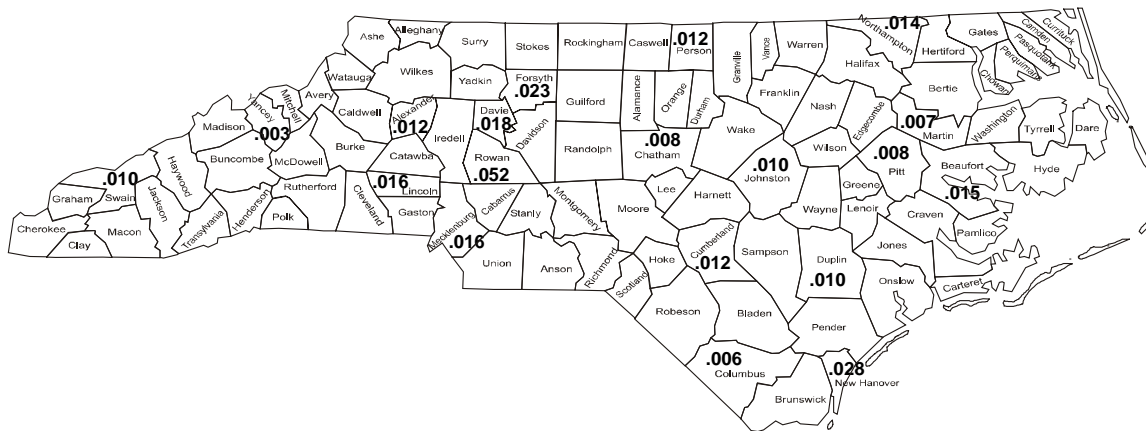 Ashe
Alleghany
Surry
Stokes
Rockingham
Caswell
.012
Person
Granville
Vance
Warren
.014
Northampton
Gates
Hertford
Camden
Currituck
Pasquotank
Perquimans
Chowan
Halifax
Bertie
Watauga
Wilkes
Yadkin
Forsyth
.023
Guilford
Alamance
Orange
Durham
Franklin
Nash
Edgecombe
.007
Martin
Washington
Tyrrell
Dare
Avery
Mitchell
Yancey
.003
Caldwell
Alexander
.012
Iredell
Davie
.018
Davidson
Randolph
.008
Chatham
Wake
Wilson
.008
Pitt
Beaufort
.015
Hyde
Madison
Buncombe
McDowell
Burke
Catawba
Rowan
.052
.010
Johnston
Greene
Lenoir
Craven
Pamlico
.010
Swain
Graham
Haywood
Jackson
Cherokee
Clay
Macon
Transylvania
Henderson
Polk
Rutherford
Cleveland
.016
Lincoln
Gaston
Mecklenburg
.016
Cabarrus
Stanly
Montgomery
Moore
Lee
Harnett
Wayne
Jones
Union
Anson
Richmond
Scotland
Hoke
Cumberland
.012
Sampson
Duplin
.010
Onslow
Carteret
Robeson
Bladen
Pender
.006
Columbus
.028
New Hanover
Brunswick